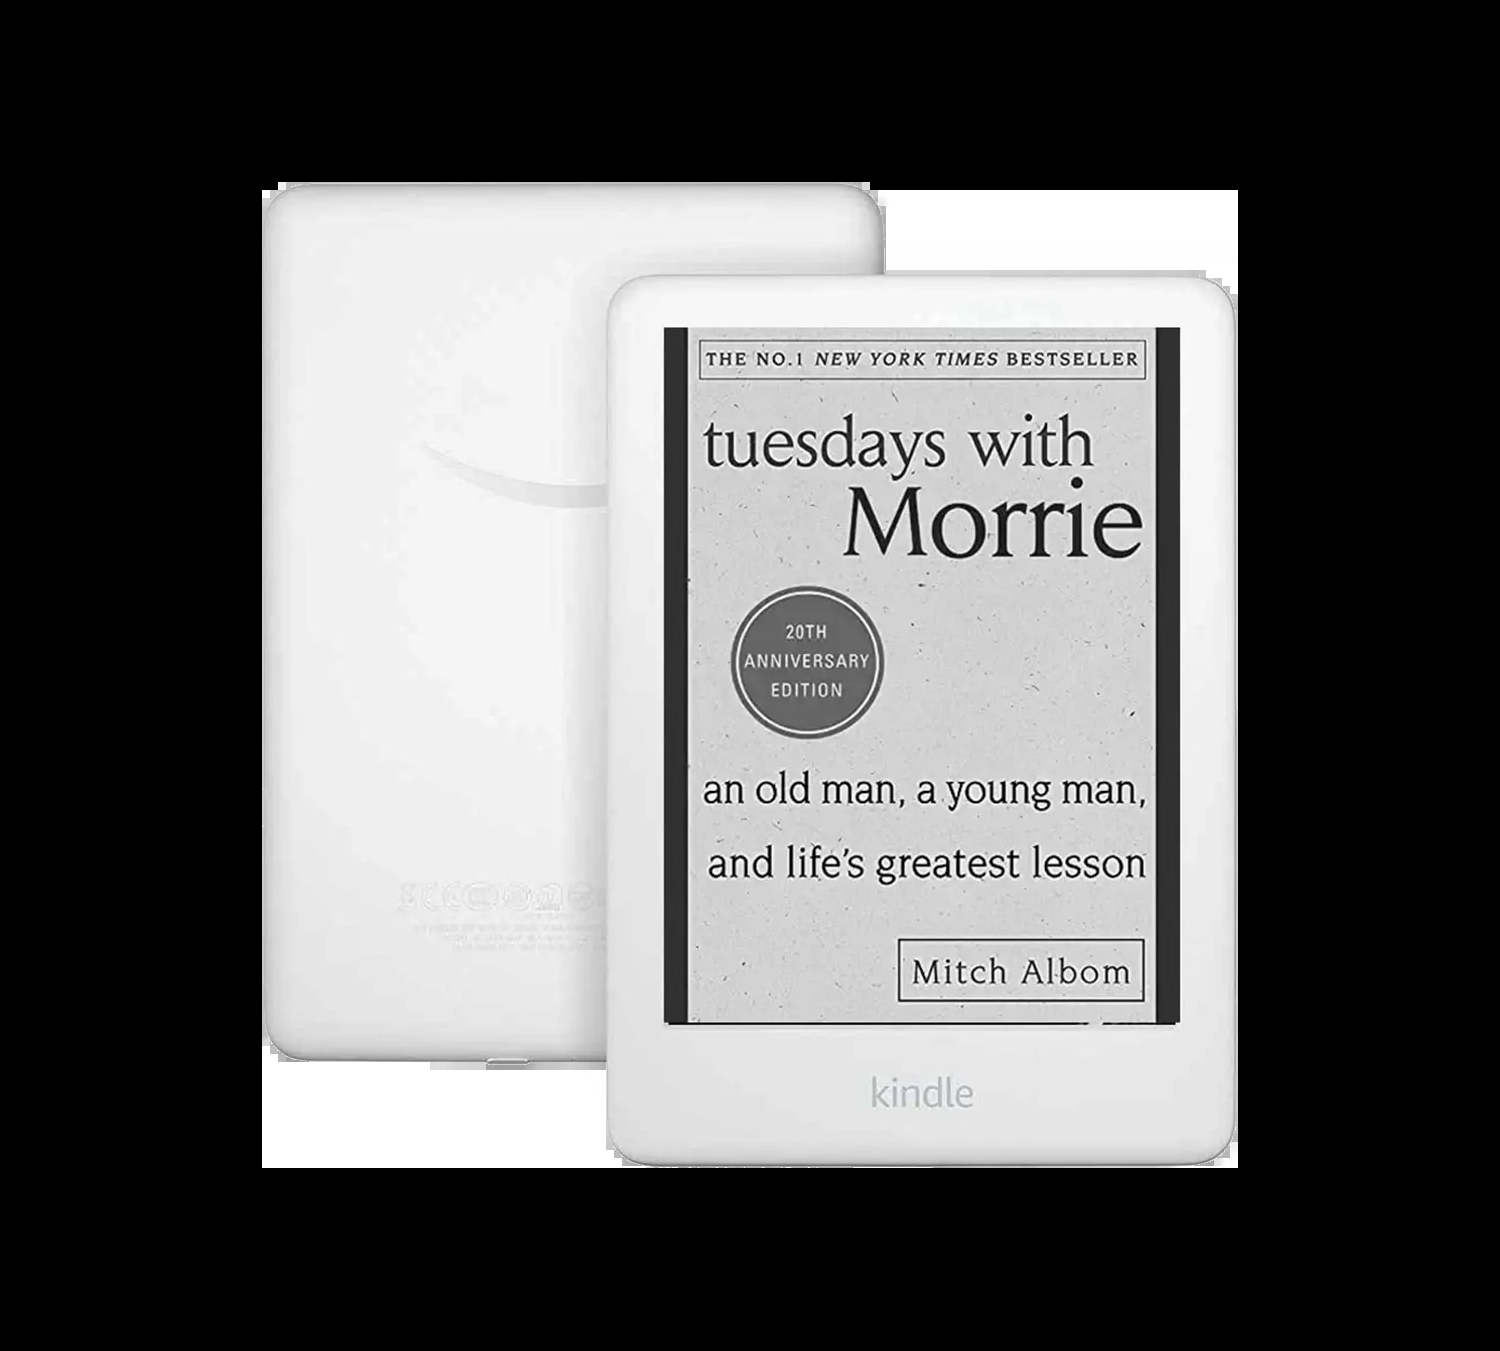 THE NO.1 NEW YORK TIMES BESTSELLER
tuesdays with
Morrie
20TH
ANNIVERSARY
EDITION
an old man, a young man,
and life's greatest lesson
Mitch Albom
kindle